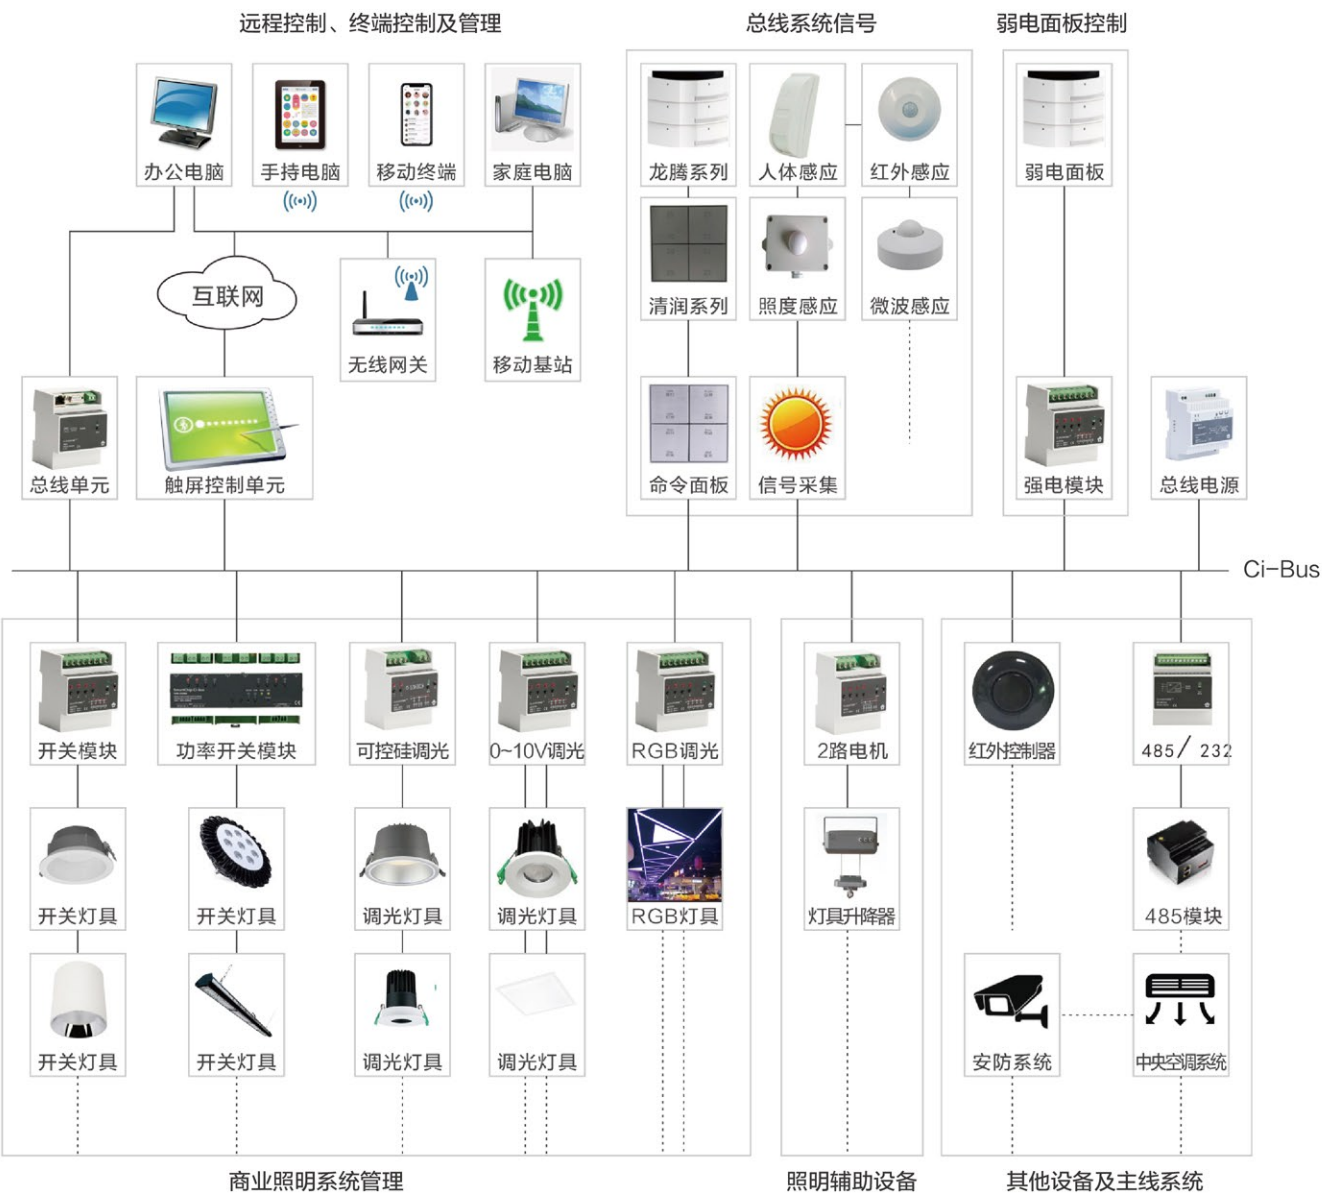 远程控制、终端控制及管理
总线系统信号
弱电面板控制
办公电脑
手持电脑
移动终端
家庭电脑
龙腾系列
人体感应
红外感应
弱电面板
互联网
无线网关
移动基站
清润系列
照度感应
微波感应
总线单元
触屏控制单元
命令面板
信号采集
强电模块
总线电源
Ci-Bus
开关模块
功率开关模块
可控硅调光
0~10V调光
RGB调光
2路电机
红外控制器
485/ 232
开关灯具
开关灯具
调光灯具
调光灯具
RGB灯具
灯具升降器
485模块
开关灯具
开关灯具
调光灯具
调光灯具
安防系统
中央空调系统
商业照明系统管理
照明辅助设备
其他设备及主线系统